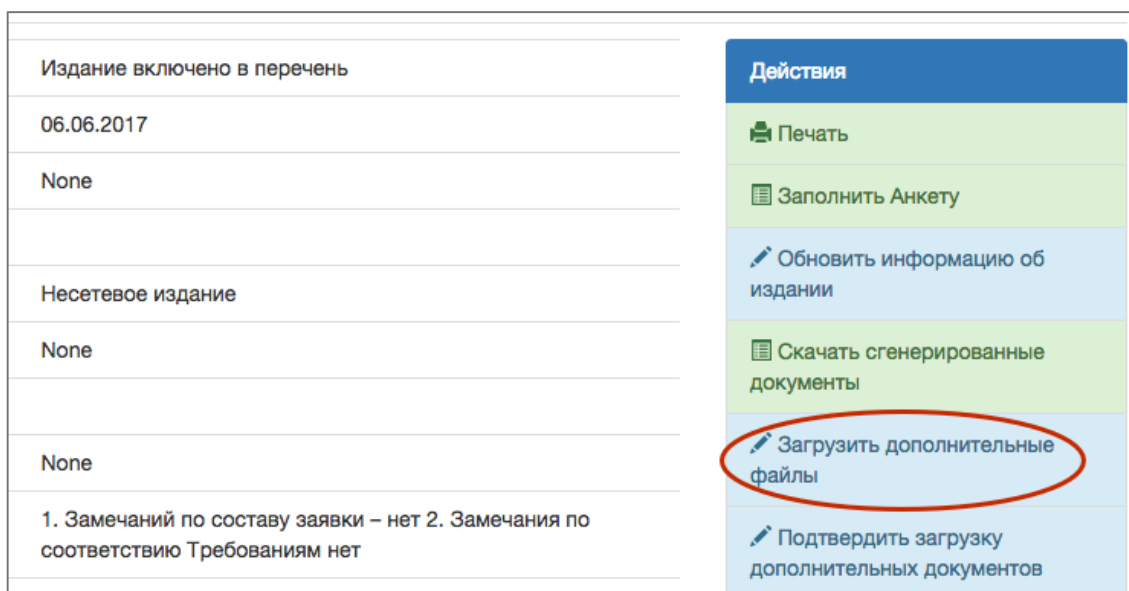 Издание включено в перечень
06.06.2017
None
Несетевое издание
None
None
1. Замечаний по составу заявки – нет 2. Замечания по
соответствию Требованиям нет
Действия
Печать
Заполнить Анкету
Обновить информацию об
издании
Скачать сгенерированные
документы
Загрузить дополнительные
файлы
Подтвердить загрузку
дополнительных документов